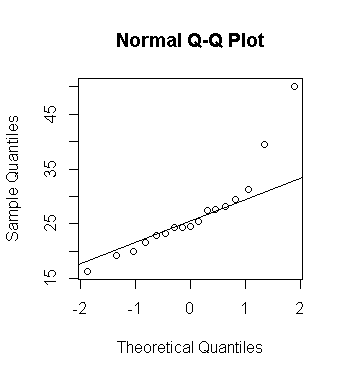 Normal Q-Q Plot
Sample Quantiles
45
35
25
15
-2 -1 0 1 2
Theoretical Quantiles